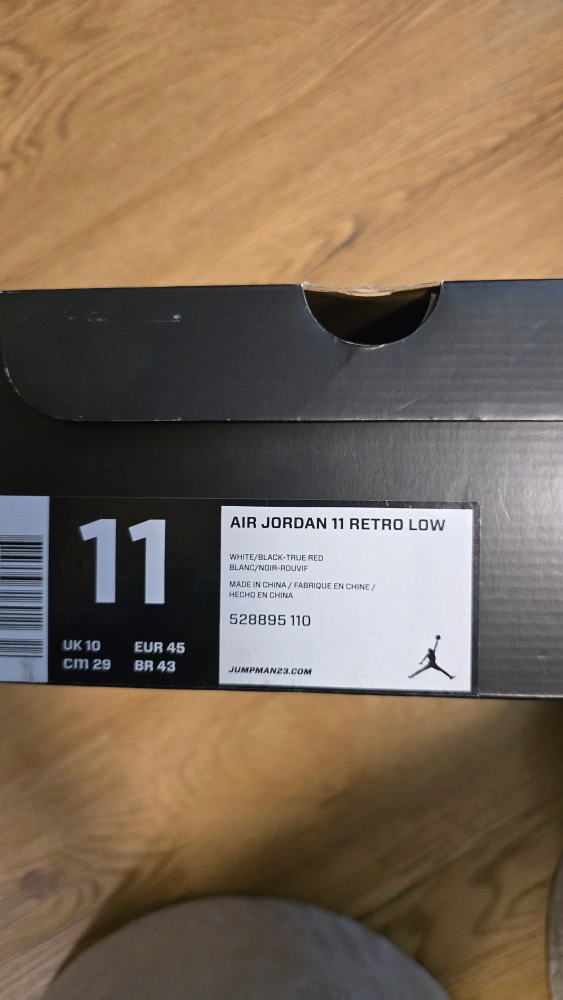 11
UK 10 EUR 45
cm 29 BR 43
AIR JORDAN 11 RETRO LOW
WHITE/BLACK-TRUE RED
BLANC/NOIR-ROUVIF
MADE IN CHINA / FABRIQUE EN CHINE /
HECHO EN CHINA
528895 110
JUMPMAN23.COM